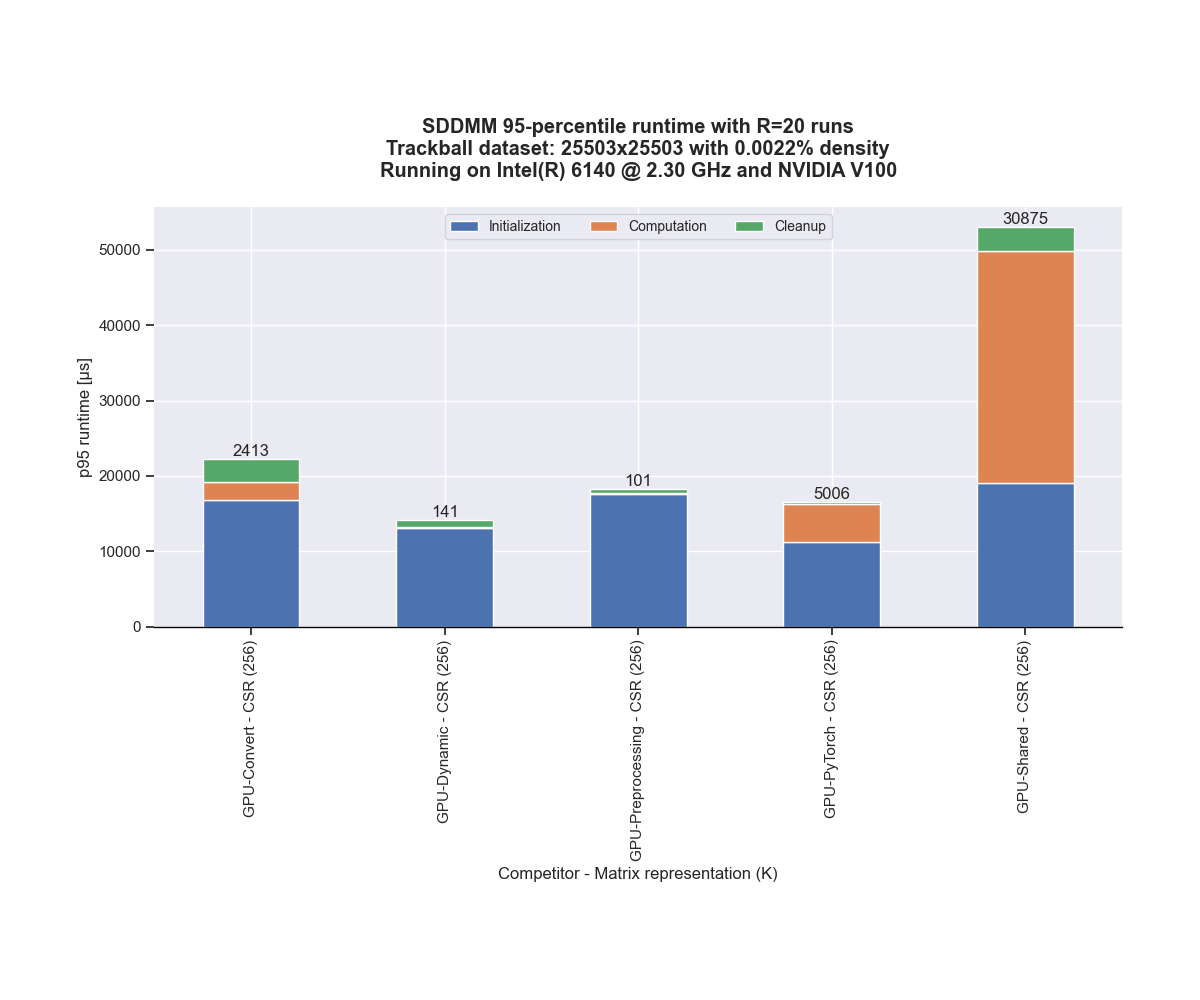 SDDMM 95-percentile runtime with R=20 runs
Trackball dataset: 25503x25503 with 0.0022% density
Running on Intel(R) 6140 @ 2.30 GHz and NVIDIA V100
Initialization
Computation
Cleanup
30875
2413
141
101
5006
p95 runtime [μs]
50000
40000
30000
20000
10000
0
GPU-Convert - CSR (256)
GPU-Dynamic - CSR (256)
GPU-Preprocessing - CSR (256)
GPU-PyTorch - CSR (256)
GPU-Shared - CSR (256)
Competitor - Matrix representation (K)